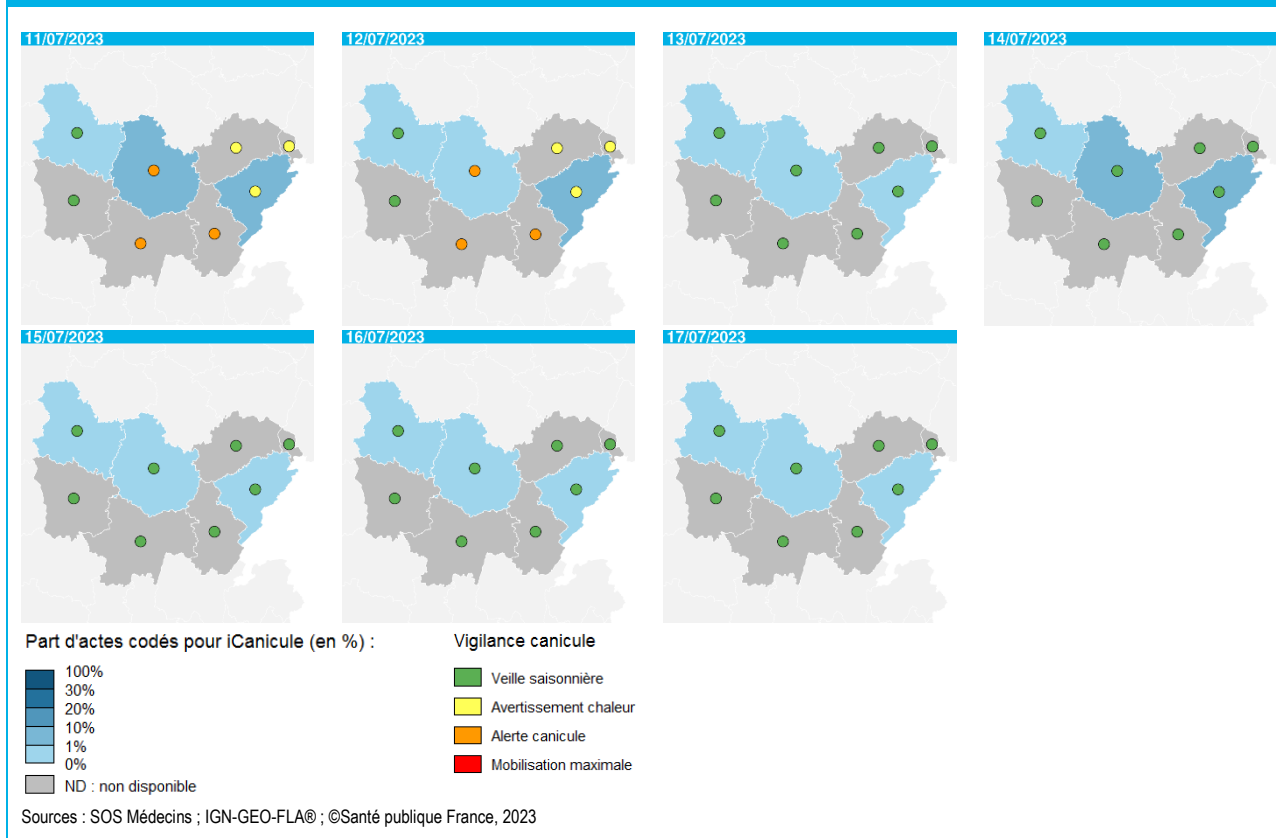 11/07/2023
12/07/2023
13/07/2023
14/07/2023
15/07/2023
16/07/2023
17/07/2023
Part d'actes codés pour iCanicule (en %) :
100%
30%
20%
10%
1%
0%
ND : non disponible
Vigilance canicule
Veille saisonnière
Avertissement chaleur
Alerte canicule
Mobilisation maximale
Sources : SOS Médecins ; IGN-GEO-FLA® ; ©Santé publique France, 2023